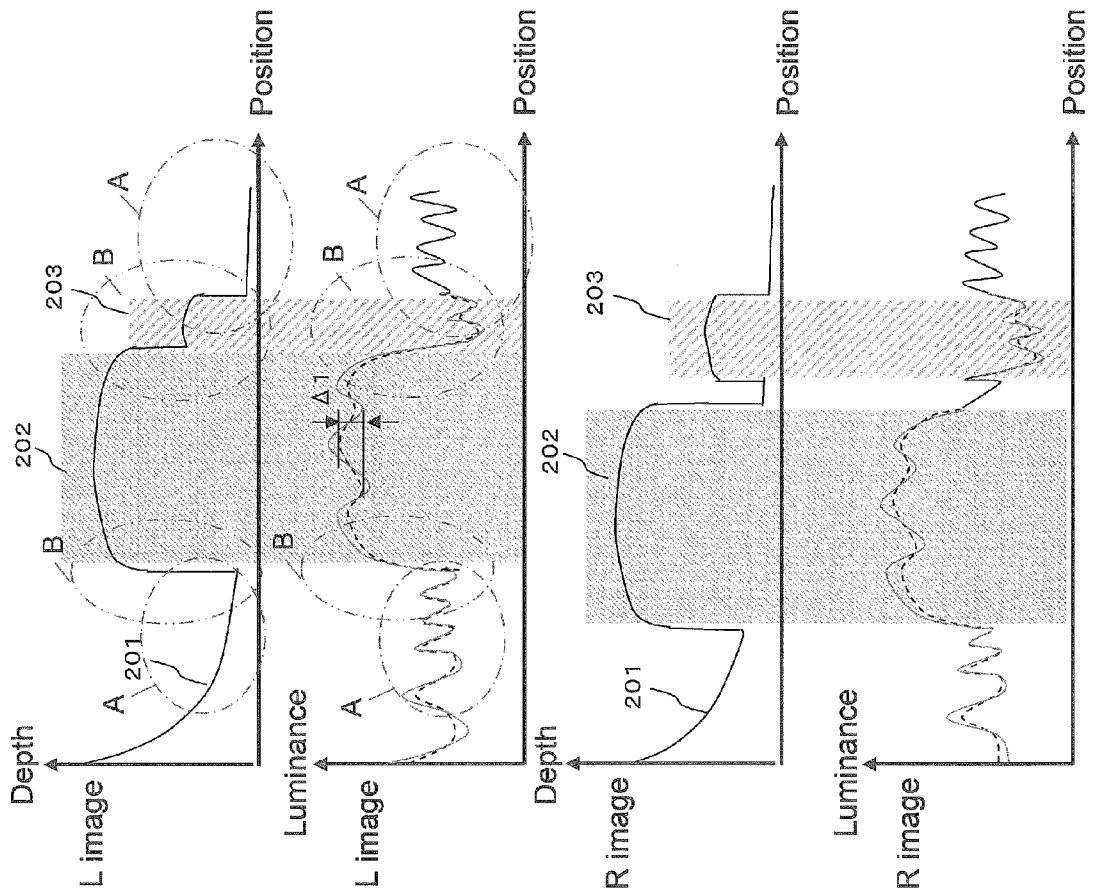 Depth
L image
201
202
203
A
B
B
A
Position
Luminance
L image
A
B
Δ1
B
A
Position
Depth
R image
201
202
203
Position
Luminance
R image
Position